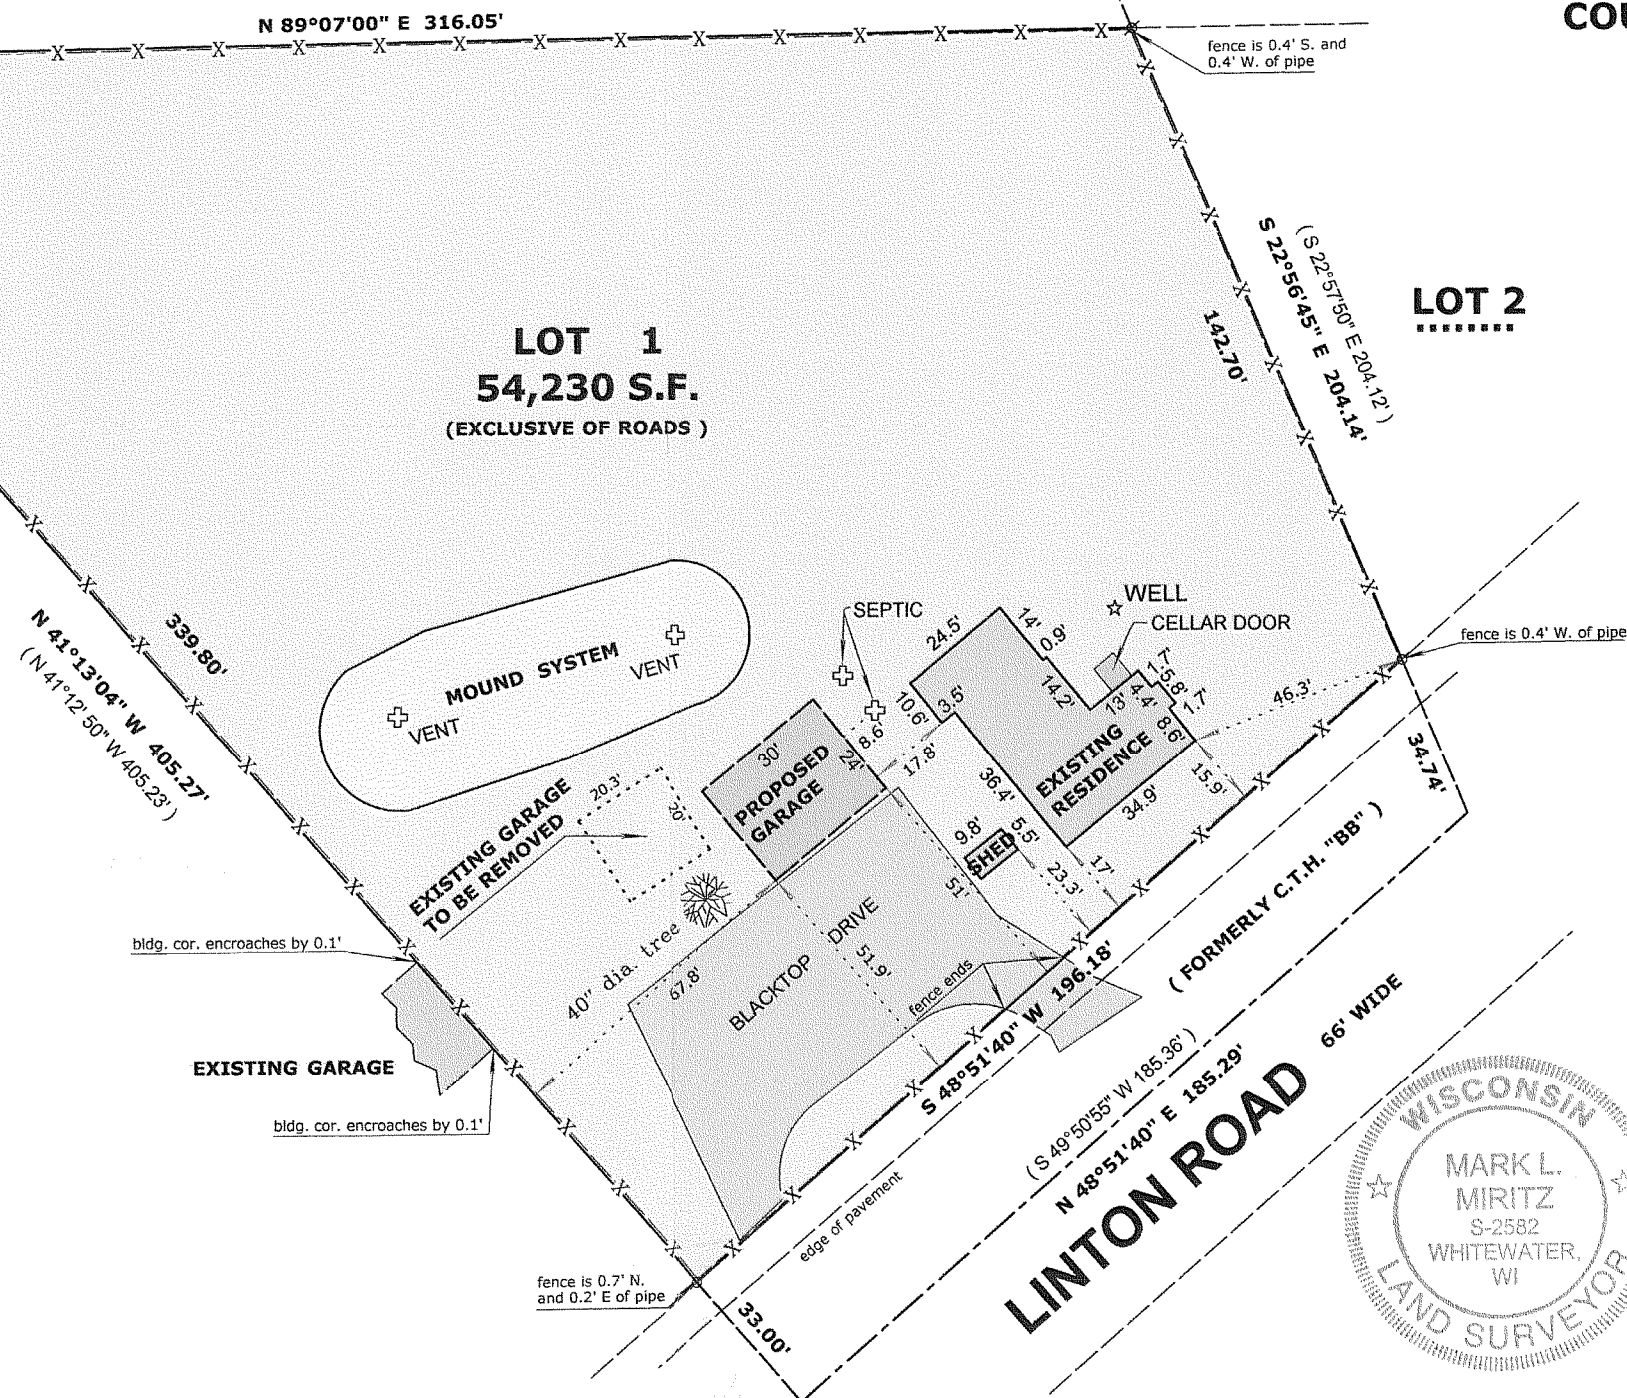 N 89°07'00" E 316.05'
fence is 0.4' S. and
0.4' W. of pipe
S 22°56'45" E 204.14'
( S 22°57'50" E 204.12' )
142.70'
LOT 2
LOT 1
54,230 S.F.
(EXCLUSIVE OF ROADS )
N 41°13'04" W 405.27'
( N 41°12' 50" W 405.23' )
339.80'
MOUND SYSTEM
VENT
VENT
SEPTIC
WELL
CELLAR DOOR
fence is 0.4' W. of pipe
24.5'
14'
0.9'
14.2'
13'
4.4'
1.7'
5.8'
1.7'
8.6'
46.3'
10.6'
3.5'
8.6'
17.8'
36.4'
EXISTING
RESIDENCE
34.9'
15.9'
34.74'
30'
24'
PROPOSED
GARAGE
20.3'
20'
EXISTING GARAGE
TO BE REMOVED
9.8'
5.5'
SHED
17'
23.3'
51'
40" dia. tree
67.8'
BLACKTOP DRIVE
51.9'
fence ends
bldg. cor. encroaches by 0.1'
EXISTING GARAGE
bldg. cor. encroaches by 0.1'
S 48°51'40" W 196.18'
( FORMERLY C.T.H. "BB" )
( S 49°50'55" W 185.36' )
N 48°51'40" E 185.29'
LINTON ROAD
66' WIDE
edge of pavement
fence is 0.7' N.
and 0.2' E of pipe
33.00'
WISCONSIN
MARK L.
MIRITZ
S-2582
WHITEWATER,
WI
LAND SURVEYOR